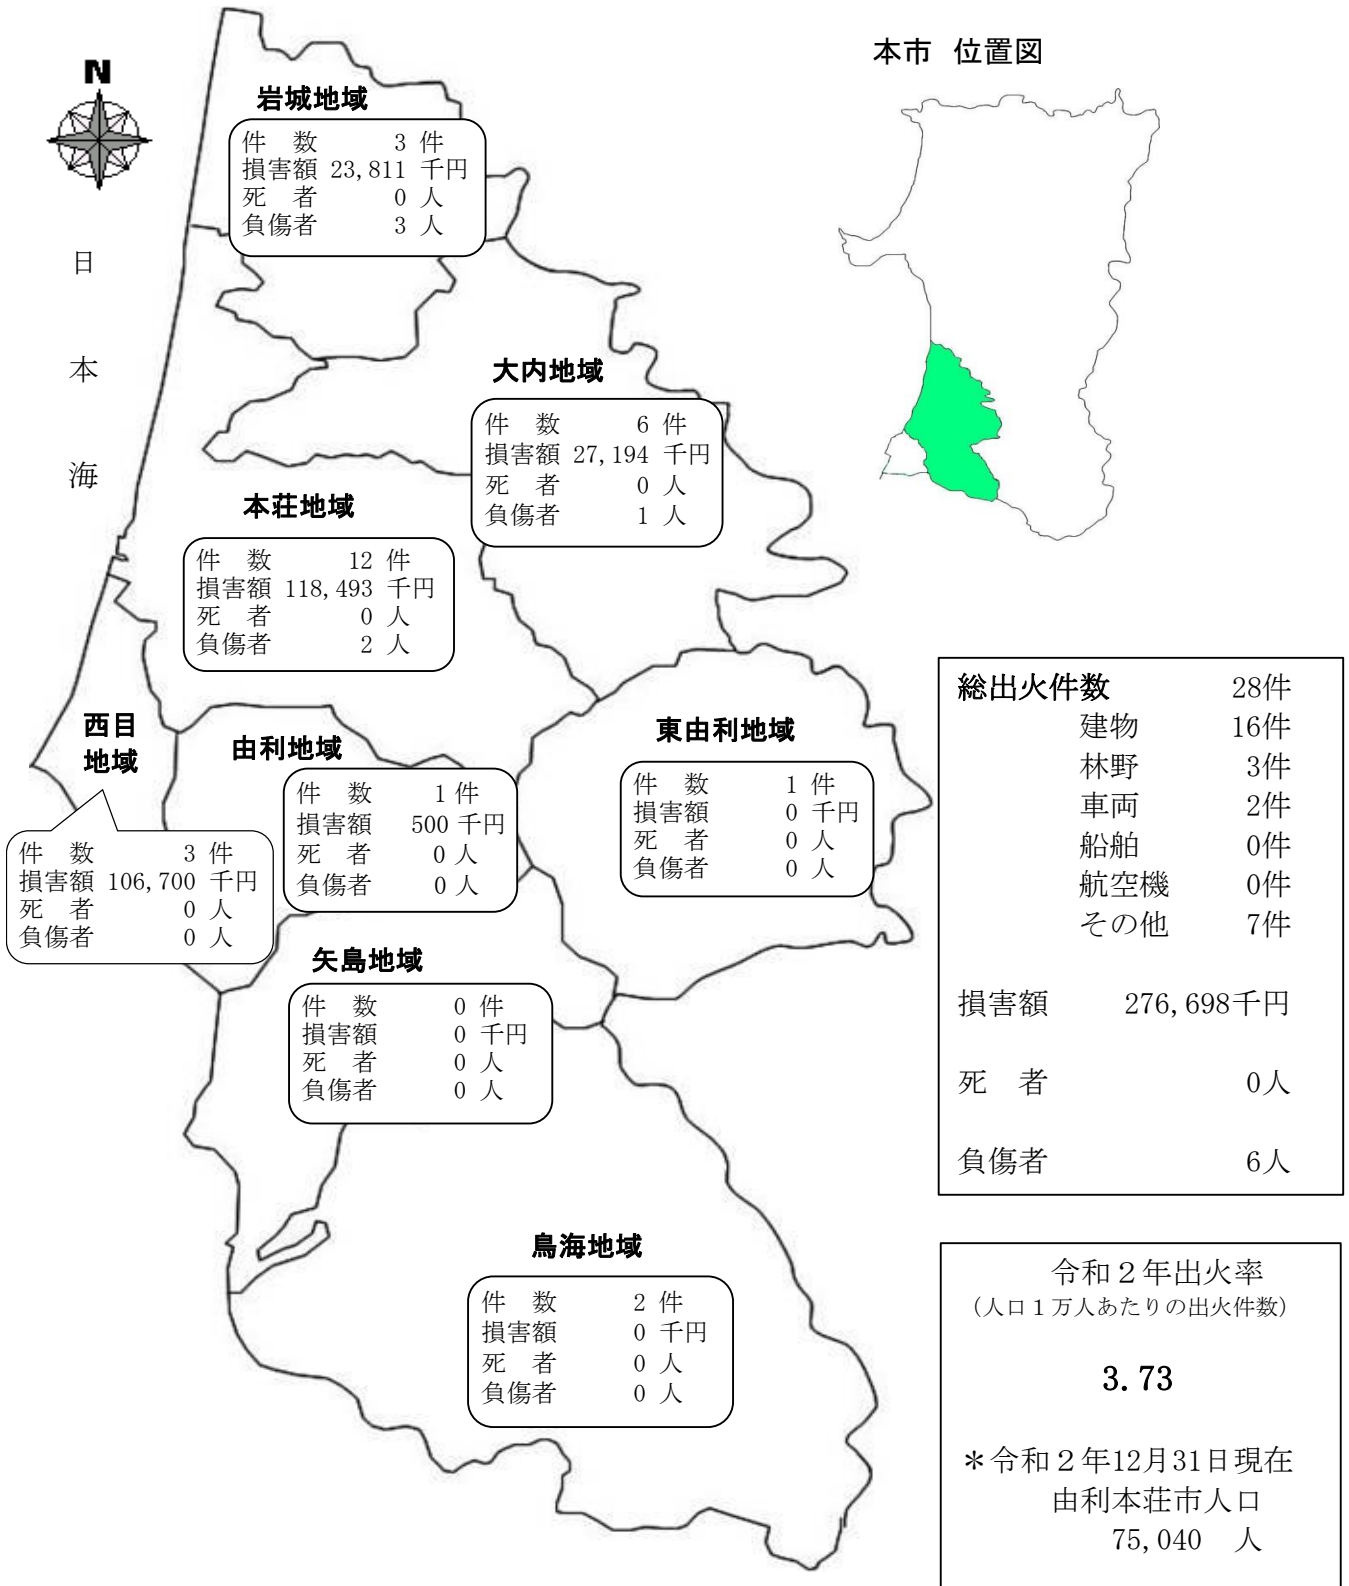 本市 位置図
N
日
本
海
岩城地域
件 数 3 件
損害額 23,811 千円
死 者 0 人
負傷者 3 人
大内地域
件 数 6 件
損害額 27,194 千円
死 者 0 人
負傷者 1 人
本荘地域
件 数 12 件
損害額 118,493 千円
死 者 0 人
負傷者 2 人
西目
地域
件 数 3 件
損害額 106,700 千円
死 者 0 人
負傷者 0 人
由利地域
件 数 1 件
損害額 500 千円
死 者 0 人
負傷者 0 人
東由利地域
件 数 1 件
損害額 0 千円
死 者 0 人
負傷者 0 人
矢島地域
件 数 0 件
損害額 0 千円
死 者 0 人
負傷者 0 人
鳥海地域
件 数 2 件
損害額 0 千円
死 者 0 人
負傷者 0 人
総出火件数 28件
建物 16件
林野 3件
車両 2件
船舶 0件
航空機 0件
その他 7件
損害額 276,698千円
死 者 0人
負傷者 6人
令和２年出火率
(人口１万人あたりの出火件数)
3.73
＊令和２年12月31日現在
由利本荘市人口
75,040 人